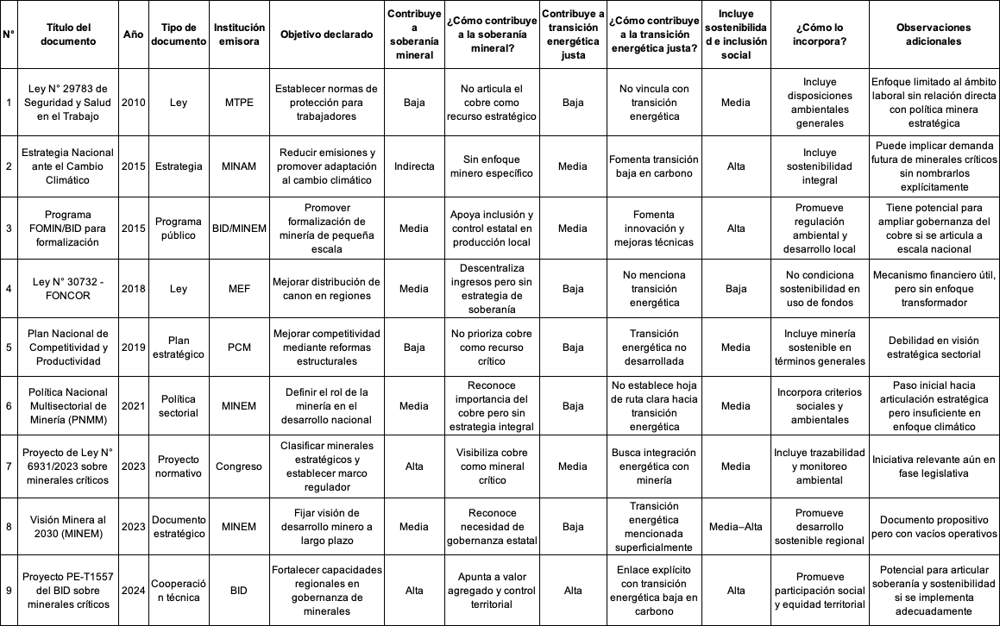 N°
Título del
documento
Año
Tipo de
documento
Institución
emisora
Objetivo declarado
Contribuye
a
soberanía
mineral
¿Cómo contribuye
a la soberanía
mineral?
Contribuye a
transición
energética
justa
¿Cómo contribuye
a la transición
energética justa?
Incluye
sostenibilida
d e inclusión
social
¿Cómo lo
incorpora?
Observaciones
adicionales
1
Ley N° 29783 de
Seguridad y Salud
en el Trabajo
2010
Ley
MTPE
Establecer normas de
protección para
trabajadores
Baja
No articula el
cobre como
recurso estratégico
Baja
No vincula con
transición
energética
Media
Incluye
disposiciones
ambientales
generales
Enfoque limitado al ámbito
laboral sin relación directa
con política minera
estratégica
2
Estrategia Nacional
ante el Cambio
Climático
2015
Estrategia
MINAM
Reducir emisiones y
promover adaptación
al cambio climático
Indirecta
Sin enfoque
minero específico
Media
Fomenta transición
baja en carbono
Alta
Incluye
sostenibilidad
integral
Puede implicar demanda
futura de minerales críticos
sin nombrarlos
explícitamente
3
Programa
FOMIN/BID para
formalización
2015
Programa
público
BID/MINEM
Promover
formalización de
minería de pequeña
escala
Media
Apoya inclusión y
control estatal en
producción local
Media
Fomenta
innovación y
mejoras técnicas
Alta
Promueve
regulación
ambiental y
desarrollo local
Tiene potencial para
ampliar gobernanza del
cobre si se articula a
escala nacional
4
Ley N° 30732 -
FONCOR
2018
Ley
MEF
Mejorar distribución de
canon en regiones
Media
Descentraliza
ingresos pero sin
estrategia de
soberanía
Baja
No menciona
transición
energética
Baja
No condiciona
sostenibilidad en
uso de fondos
Mecanismo financiero útil,
pero sin enfoque
transformador
5
Plan Nacional de
Competitividad y
Productividad
2019
Plan
estratégico
PCM
Mejorar competitividad
mediante reformas
estructurales
Baja
No prioriza cobre
como recurso
crítico
Baja
Transición
energética no
desarrollada
Media
Incluye minería
sostenible en
términos generales
Debilidad en visión
estratégica sectorial
6
Política Nacional
Multisectorial de
Minería (PNMM)
2021
Política
sectorial
MINEM
Definir el rol de la
minería en el
desarrollo nacional
Media
Reconoce
importancia del
cobre pero sin
estrategia integral
Baja
No establece hoja
de ruta clara hacia
transición
energética
Media
Incorpora criterios
sociales y
ambientales
Paso inicial hacia
articulación estratégica
pero insuficiente en
enfoque climático
7
Proyecto de Ley N°
6931/2023 sobre
minerales críticos
2023
Proyecto
normativo
Congreso
Clasificar minerales
estratégicos y
establecer marco
regulador
Alta
Visibiliza cobre
como mineral
crítico
Media
Busca integración
energética con
minería
Media
Incluye trazabilidad
y monitoreo
ambiental
Iniciativa relevante aún en
fase legislativa
8
Visión Minera al
2030 (MINEM)
2023
Documento
estratégico
MINEM
Fijar visión de
desarrollo minero a
largo plazo
Media
Reconoce
necesidad de
gobernanza estatal
Baja
Transición
energética
mencionada
superficialmente
Media–Alta
Promueve
desarrollo
sostenible regional
Documento propositivo
pero con vacíos operativos
9
Proyecto PE-T1557
del BID sobre
minerales críticos
2024
Cooperació
n técnica
BID
Fortalecer capacidades
regionales en
gobernanza de
minerales
Alta
Apunta a valor
agregado y control
territorial
Alta
Enlace explícito
con transición
energética baja en
carbono
Alta
Promueve
participación social
y equidad territorial
Potencial para articular
soberanía y sostenibilidad
si se implementa
adecuadamente